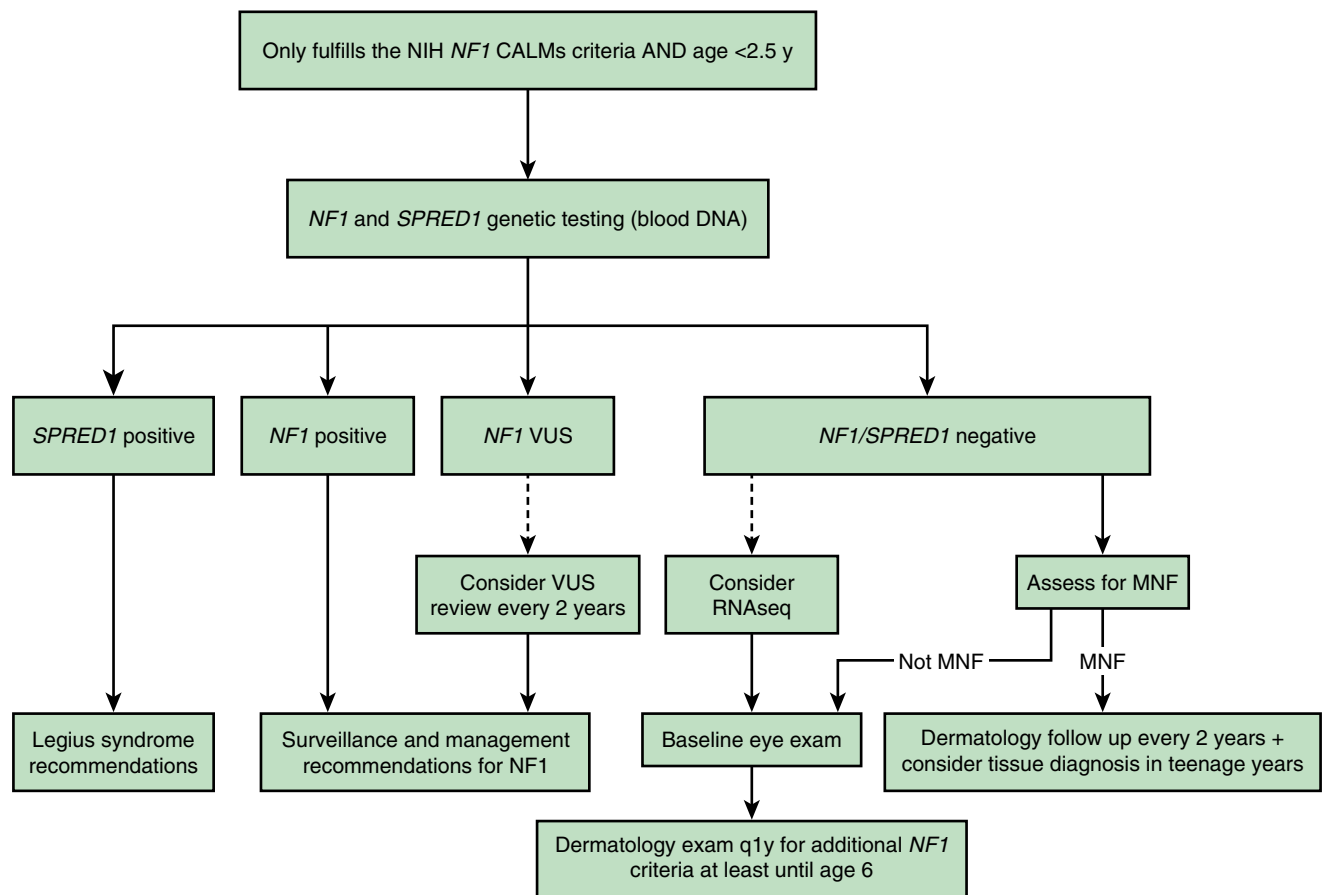 Only fulfills the NIH NF1 CALMs criteria AND age <2.5 y
NF1 and SPRED1 genetic testing (blood DNA)
SPRED1 positive
NF1 positive
NF1 VUS
NF1/SPRED1 negative
Consider VUS
review every 2 years
Consider
RNAseq
Assess for MNF
Not MNF
MNF
Legius syndrome
recommendations
Surveillance and management
recommendations for NF1
Baseline eye exam
Dermatology follow up every 2 years +
consider tissue diagnosis in teenage years
Dermatology exam q1y for additional NF1
criteria at least until age 6